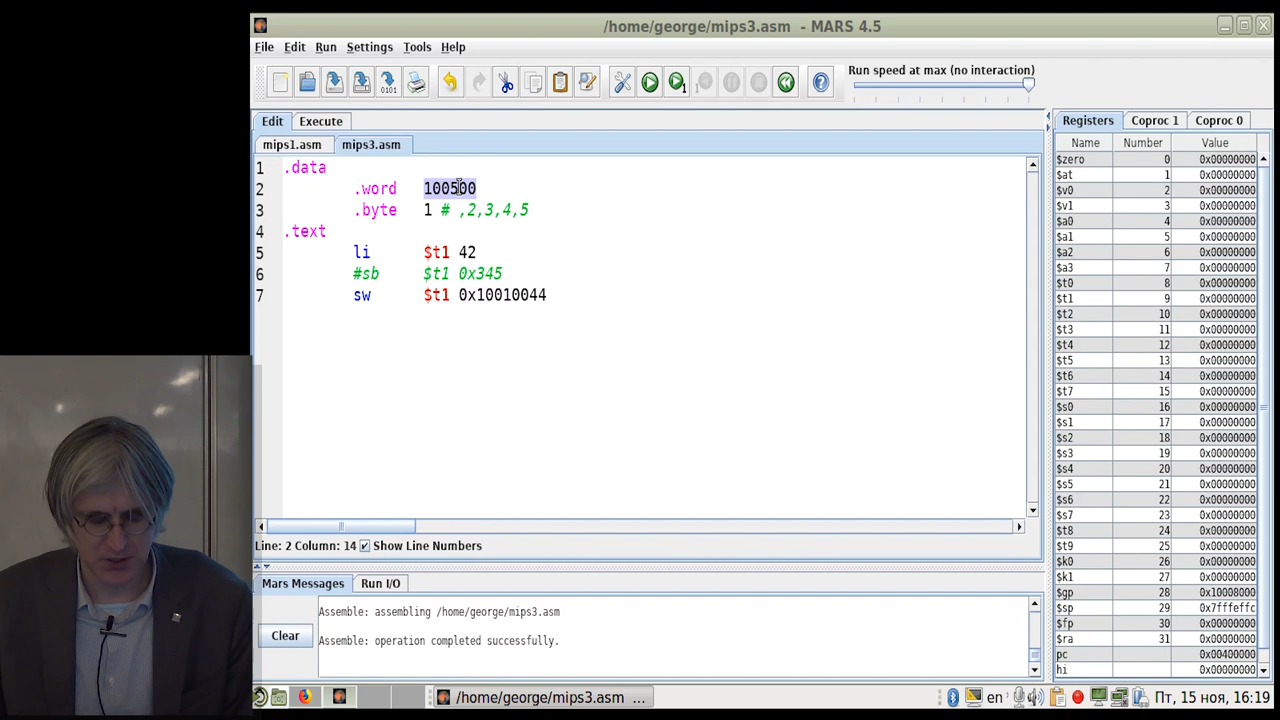 /home/george/mips3.asm - MARS 4.5
File Edit Run Settings Tools Help
Run speed at max (no interaction)
Edit Execute
mips1.asm mips3.asm
1 .data
2 .word 100500
3 .byte 1 # ,2,3,4,5
4 .text
5 li $t1 42
6 #sb $t1 0x345
7 sw $t1 0x10010044
Line: 2 Column: 14 Show Line Numbers
Mars Messages Run I/O
Assemble: assembling /home/george/mips3.asm
Clear
Assemble: operation completed successfully.
Registers Coproc 1 Coproc 0
Name Number Value
$zero 0 0x00000000
$at 1 0x00000000
$v0 2 0x00000000
$v1 3 0x00000000
$a0 4 0x00000000
$a1 5 0x00000000
$a2 6 0x00000000
$a3 7 0x00000000
$t0 8 0x00000000
$t1 9 0x00000000
$t2 10 0x00000000
$t3 11 0x00000000
$t4 12 0x00000000
$t5 13 0x00000000
$t6 14 0x00000000
$t7 15 0x00000000
$s0 16 0x00000000
$s1 17 0x00000000
$s2 18 0x00000000
$s3 19 0x00000000
$s4 20 0x00000000
$s5 21 0x00000000
$s6 22 0x00000000
$s7 23 0x00000000
$t8 24 0x00000000
$t9 25 0x00000000
$k0 26 0x00000000
$k1 27 0x00000000
$gp 28 0x10008000
$sp 29 0x7fffeffc
$fp 30 0x00000000
$ra 31 0x00000000
pc 0x00400000
hi 0x00000000
/home/george/mips3.asm ...
en
Пт, 15 ноя, 16:19